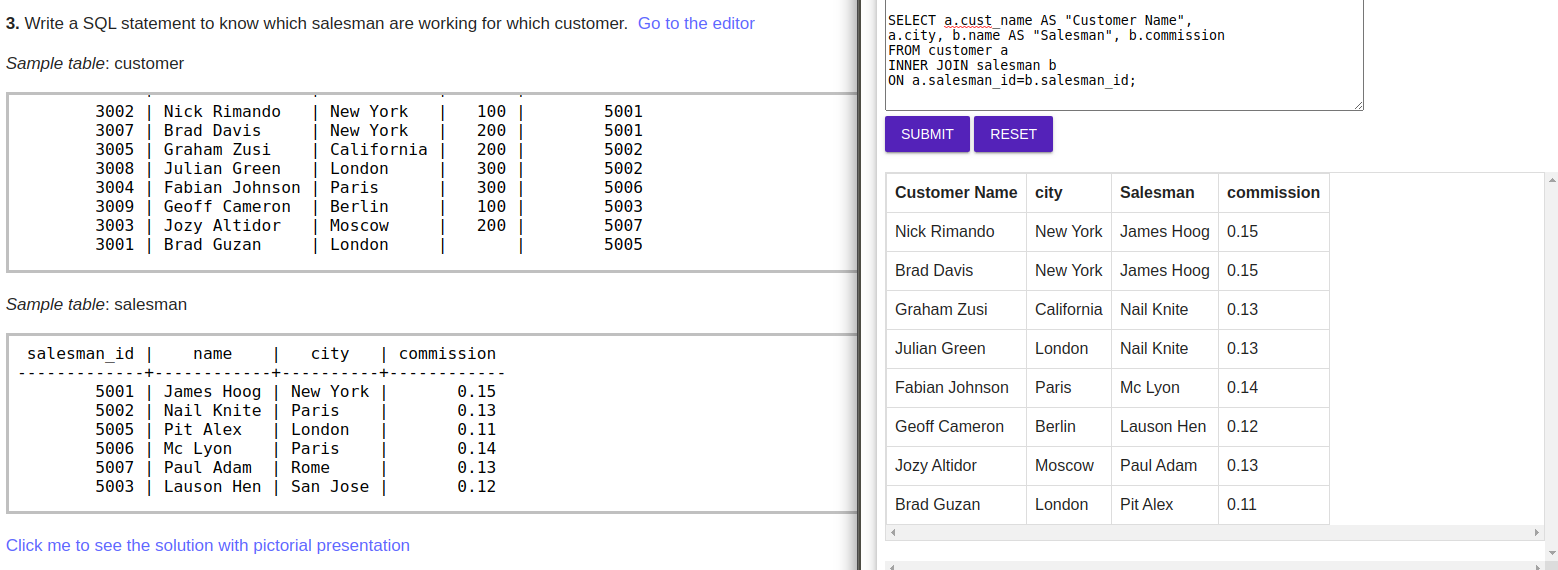 3. Write a SQL statement to know which salesman are working for which customer.  Go to the editor
Sample table: customer
3002 | Nick Rimando   | New York   |   100 |        5001
3007 | Brad Davis     | New York   |   200 |        5001
3005 | Graham Zusi    | California |   200 |        5002
3008 | Julian Green   | London     |   300 |        5002
3004 | Fabian Johnson | Paris      |   300 |        5006
3009 | Geoff Cameron  | Berlin     |   100 |        5003
3003 | Jozy Altidor   | Moscow     |   200 |        5007
3001 | Brad Guzan     | London     |       |        5005
Sample table: salesman
 salesman_id |    name    |   city   | commission
-------------+------------+----------+------------
        5001 | James Hoog | New York |       0.15
        5002 | Nail Knite | Paris    |       0.13
        5005 | Pit Alex   | London   |       0.11
        5006 | Mc Lyon    | Paris    |       0.14
        5007 | Paul Adam  | Rome     |       0.13
        5003 | Lauson Hen | San Jose |       0.12
Click me to see the solution with pictorial presentation
SELECT a.cust_name AS "Customer Name",
a.city, b.name AS "Salesman", b.commission
FROM customer a
INNER JOIN salesman b
ON a.salesman_id=b.salesman_id;
SUBMIT RESET
Customer Name city Salesman commission
Nick Rimando New York James Hoog 0.15
Brad Davis New York James Hoog 0.15
Graham Zusi California Nail Knite 0.13
Julian Green London Nail Knite 0.13
Fabian Johnson Paris Mc Lyon 0.14
Geoff Cameron Berlin Lauson Hen 0.12
Jozy Altidor Moscow Paul Adam 0.13
Brad Guzan London Pit Alex 0.11